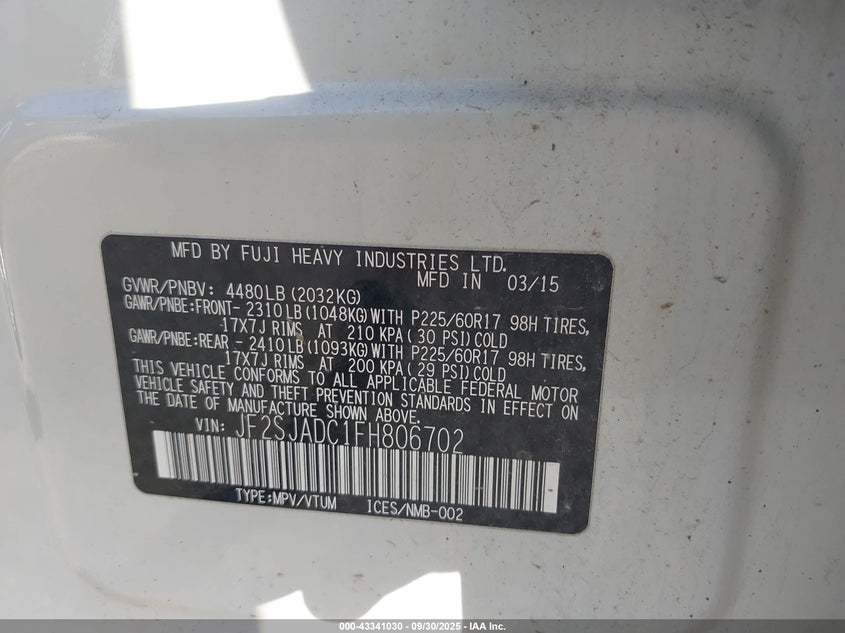 MFD BY FUJI HEAVY INDUSTRIES LTD.
MFD IN 03/15
GVWR/PNBV: 4480LB(2032KG)
GAWR/PNBE:FRONT- 2310LB(1048KG)WITH P225/60R17 98H TIRES,
17X7J RIMS AT 210 KPA(30 PSI)COLD
GAWR/PNBE:REAR - 2410LB(1093KG)WITH P225/60R17 98H TIRES,
17X7J RIMS AT 200 KPA(29 PSI)COLD
THIS VEHICLE CONFORMS TO ALL APPLICABLE FEDERAL MOTOR
VEHICLE SAFETY AND THEFT PREVENTION STANDARDS IN EFFECT ON
THE DATE OF MANUFACTURE SHOWN ABOVE.
VIN: JF2SJADC1FH806702
TYPE:MPV/VTUM ICES/NMB-002
000-43341030 - 09/30/2025 - IAA Inc.